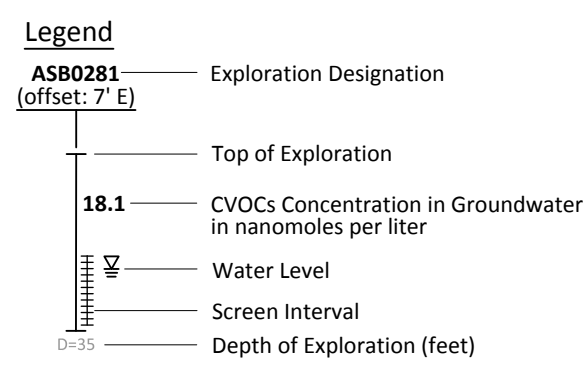 Legend
ASB0281 Exploration Designation
(offset: 7' E)
Top of Exploration
18.1 CVOCs Concentration in Groundwater
in nanomoles per liter
Water Level
Screen Interval
D=35 Depth of Exploration (feet)